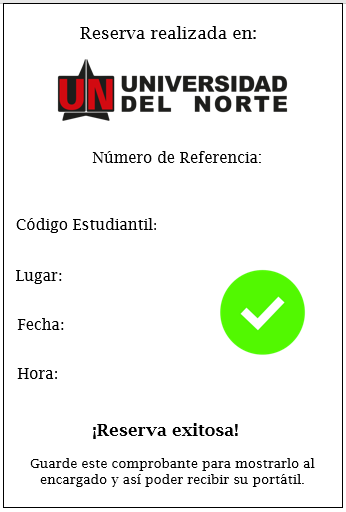 Reserva realizada en:
UN UNIVERSIDAD
DEL NORTE
Número de Referencia:
Código Estudiantil:
Lugar:
Fecha:
Hora:
¡Reserva exitosa!
Guarde este comprobante para mostrarlo al
encargado y así poder recibir su portátil.